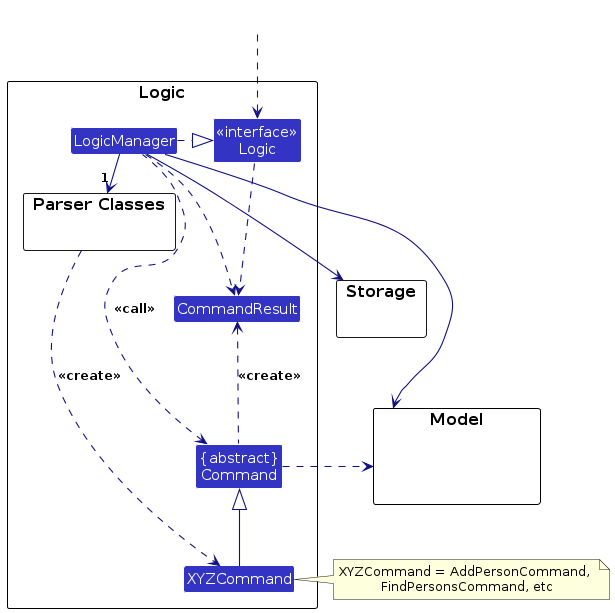 Logic
«interface»
Logic
LogicManager
1
Parser Classes
Storage
«call»
CommandResult
«create»
«create»
Model
{abstract}
Command
XYZCommand
XYZCommand = AddPersonCommand,
FindPersonsCommand, etc